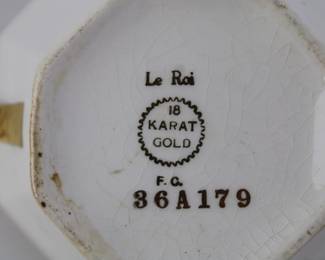 Le Roi
18
KARAT
GOLD
F.G.
36A179